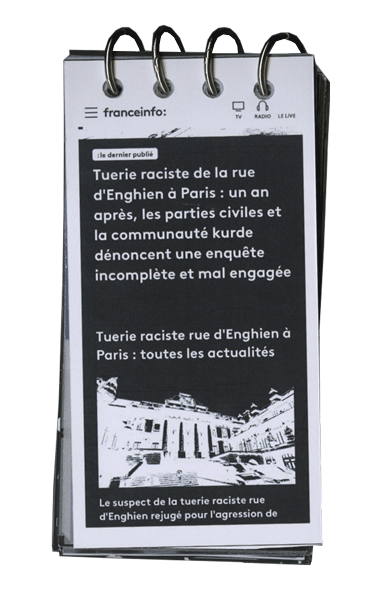 franceinfo:
TV RADIO LE LIVE
:le dernier publié
Tuerie raciste de la rue
d'Enghien à Paris : un an
après, les parties civiles et
la communauté kurde
dénoncent une enquête
incomplète et mal engagée
Tuerie raciste rue d'Enghien à
Paris : toutes les actualités
Le suspect de la tuerie raciste rue
d'Enghien rejugé pour l'agression de